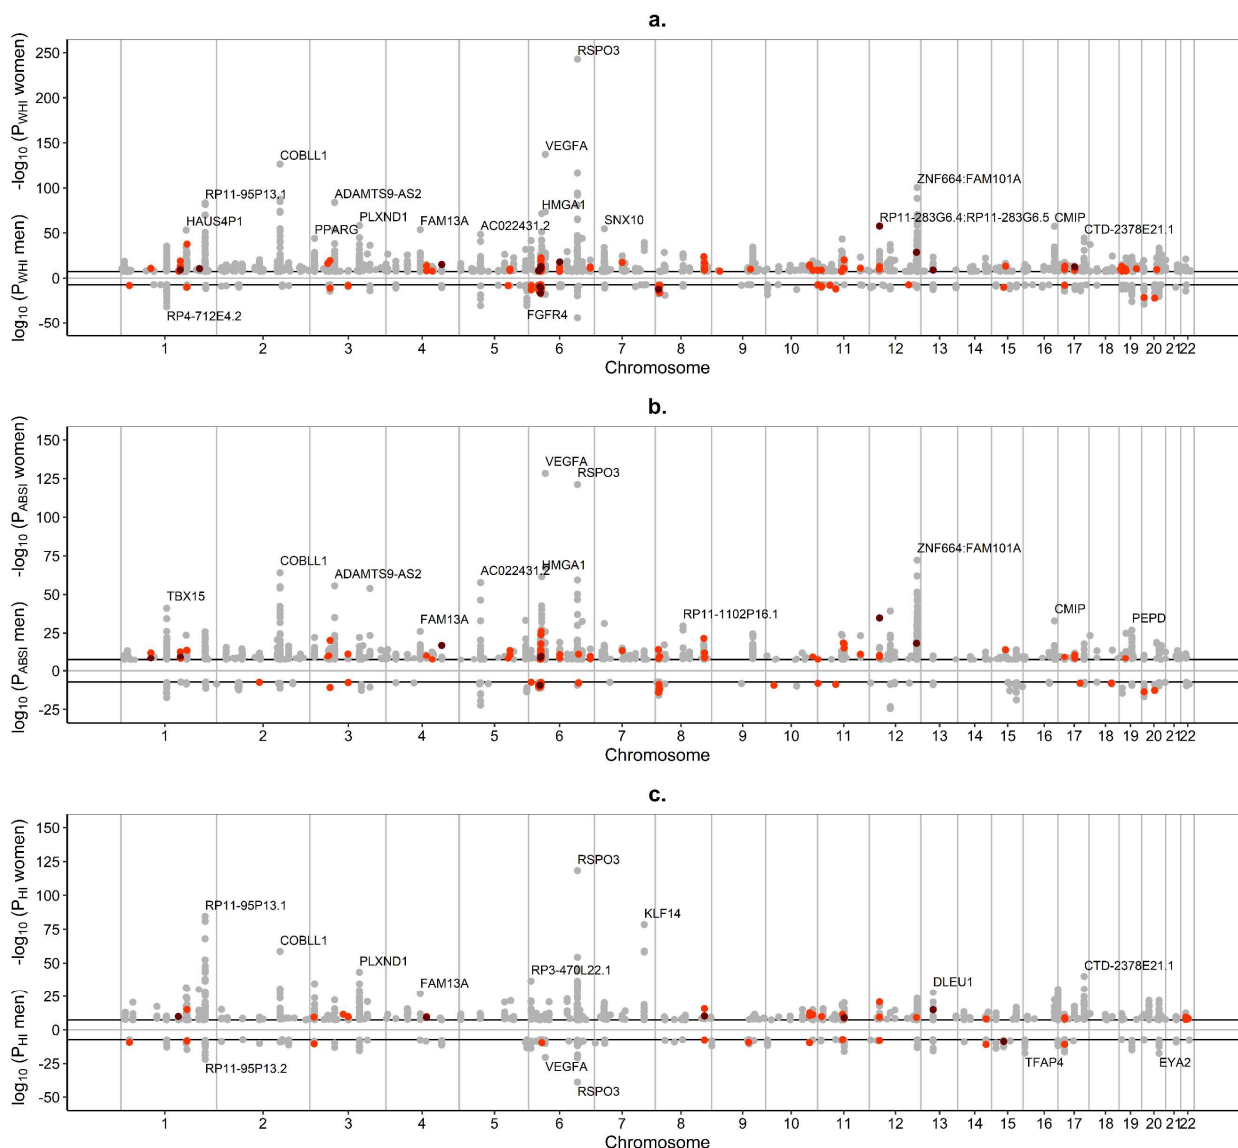 a.
-log10 (PWHI women)
log10 (PWHI men)
250
200
150
100
50
0
-50
RSPO3
VEGFA
COBLL1
ZNF664:FAM101A
RP11-95P13.1
ADAMTS9-AS2
HMGA1
HAUS4P1
PPARG
PLXND1
FAM13A
AC022431.2
SNX10
RP11-283G6.4:RP11-283G6.5
CMIP
CTD-2378E21.1
RP4-712E4.2
FGFR4
1 2 3 4 5 6 7 8 9 10 11 12 13 14 15 16 17 18 19 20 21 22
Chromosome
b.
-log10 (PABSI women)
log10 (PABSI men)
150
125
100
75
50
25
0
-25
VEGFA
RSPO3
COBLL1
ADAMTS9-AS2
AC022431.2
HMGA1
ZNF664:FAM101A
TBX15
FAM13A
RP11-1102P16.1
CMIP
PEPD
1 2 3 4 5 6 7 8 9 10 11 12 13 14 15 16 17 18 19 20 21 22
Chromosome
c.
-log10 (PHI women)
log10 (PHI men)
150
125
100
75
50
25
0
-25
-50
RSPO3
RP11-95P13.1
KLF14
COBLL1
PLXND1
FAM13A
RP3-470L22.1
DLEU1
CTD-2378E21.1
RP11-95P13.2
VEGFA
RSPO3
TFAP4
EYA2
1 2 3 4 5 6 7 8 9 10 11 12 13 14 15 16 17 18 19 20 21 22
Chromosome